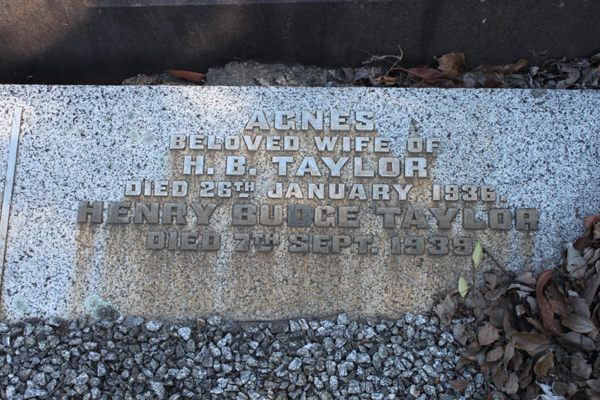 AGNES
BELOVED WIFE OF
H. B. TAYLOR
DIED 26TH JANUARY 1936.
HENRY BUDGE TAYLOR
DIED 7TH SEPT. 1939